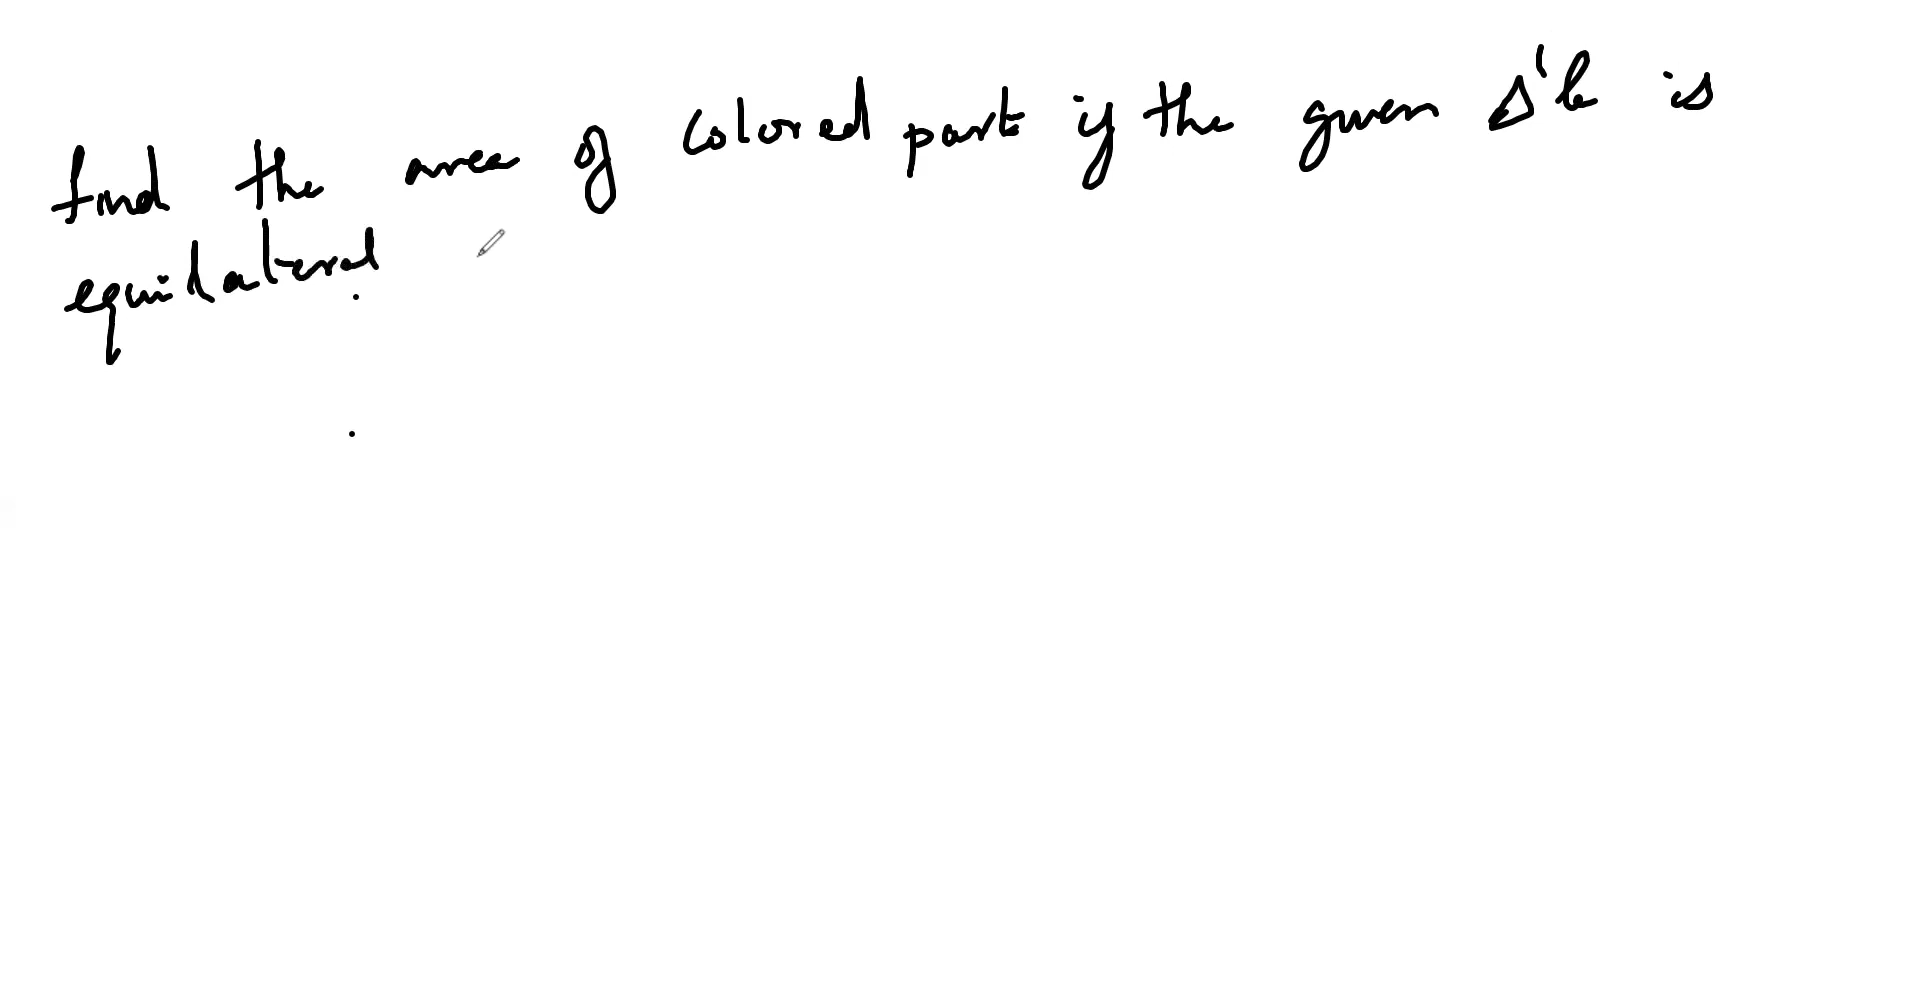 find the area of colored part if the given Δ'le is
equilateral.